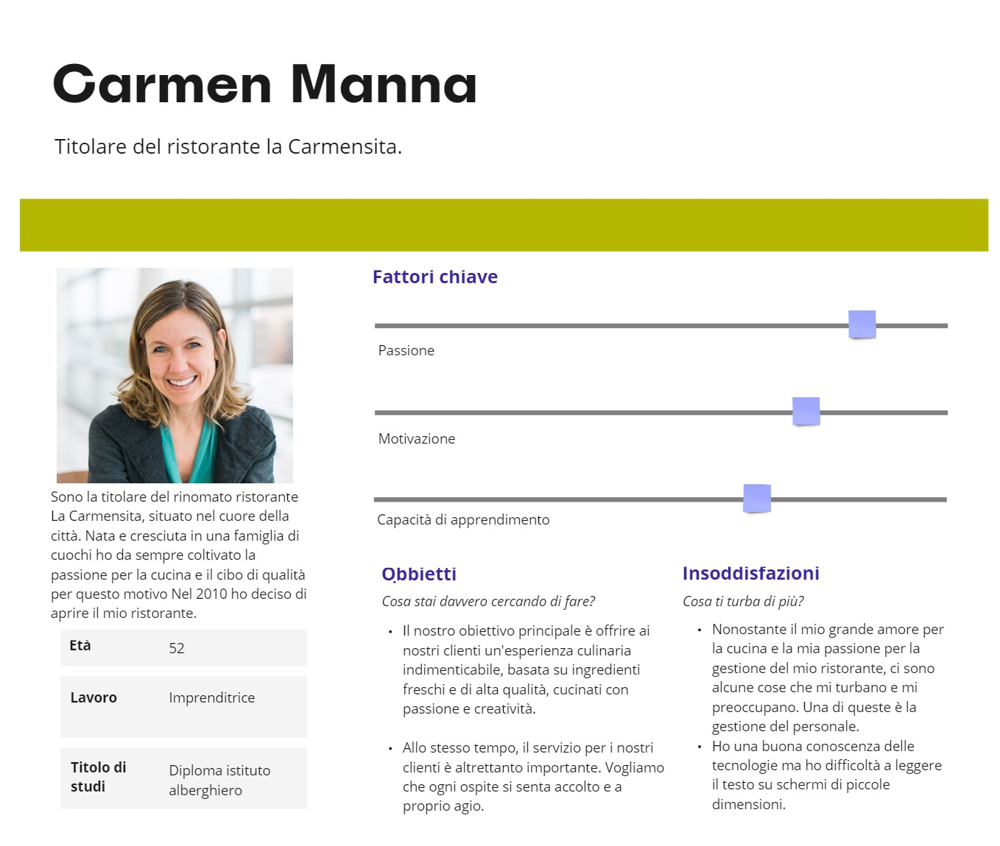 Carmen Manna
Titolare del ristorante la Carmensita.
Sono la titolare del rinomato ristorante
La Carmensita, situato nel cuore della
città. Nata e cresciuta in una famiglia di
cuochi ho da sempre coltivato la
passione per la cucina e il cibo di qualità
per questo motivo Nel 2010 ho deciso di
aprire il mio ristorante.
Età 52
Lavoro Imprenditrice
Titolo di studi Diploma istituto
alberghiero
Fattori chiave
Passione
Motivazione
Capacità di apprendimento
Obbietti
Cosa stai davvero cercando di fare?
• Il nostro obiettivo principale è offrire ai
nostri clienti un'esperienza culinaria
indimenticabile, basata su ingredienti
freschi e di alta qualità, cucinati con
passione e creatività.
• Allo stesso tempo, il servizio per i nostri
clienti è altrettanto importante. Vogliamo
che ogni ospite si senta accolto e a
proprio agio.
Insoddisfazioni
Cosa ti turba di più?
• Nonostante il mio grande amore per
la cucina e la mia passione per la
gestione del mio ristorante, ci sono
alcune cose che mi turbano e mi
preoccupano. Una di queste è la
gestione del personale.
• Ho una buona conoscenza delle
tecnologie ma ho difficoltà a leggere
il testo su schermi di piccole
dimensioni.